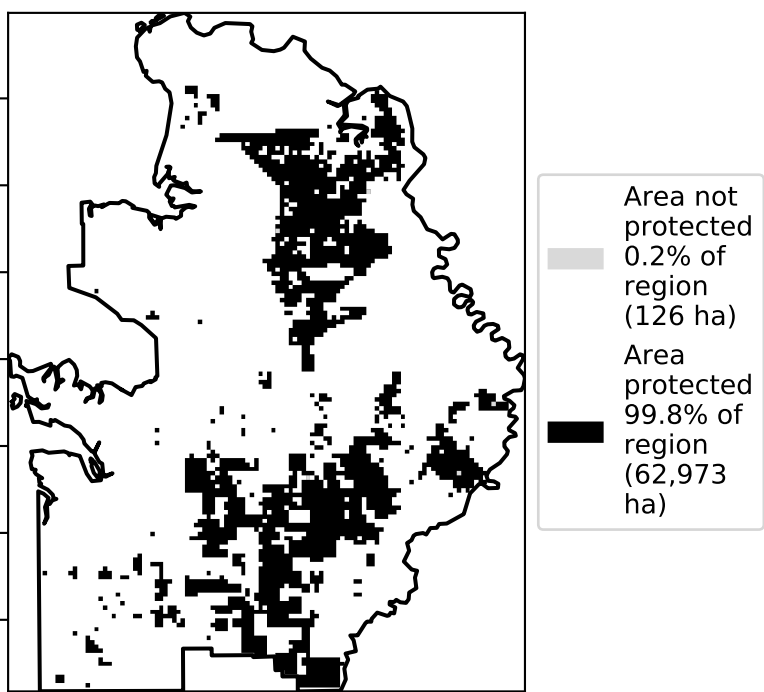 Area not
protected
0.2% of
region
(126 ha)
Area
protected
99.8% of
region
(62,973
ha)